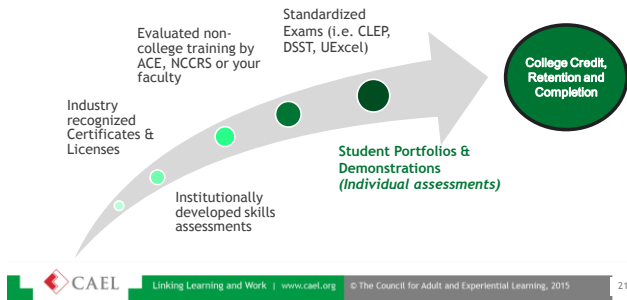 Industry
recognized
Certificates &
Licenses
Institutionally
developed skills
assessments
Evaluated non-
college training by
ACE, NCCRS or your
faculty
Standardized
Exams (i.e. CLEP,
DSST, UExcel)
Student Portfolios &
Demonstrations
(Individual assessments)
College Credit,
Retention and
Completion
CAEL
Linking Learning and Work | www.cael.org
© The Council for Adult and Experiential Learning, 2015
21